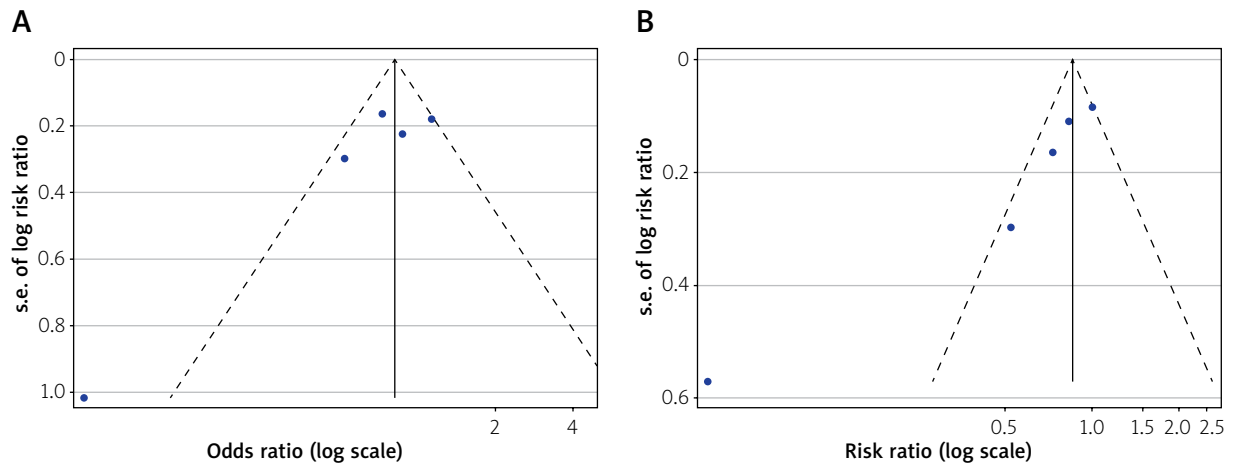 A
s.e. of log risk ratio
0
0.2
0.4
0.6
0.8
1.0
2 4
Odds ratio (log scale)
B
s.e. of log risk ratio
0
0.2
0.4
0.6
0.5 1.0 1.5 2.0 2.5
Risk ratio (log scale)